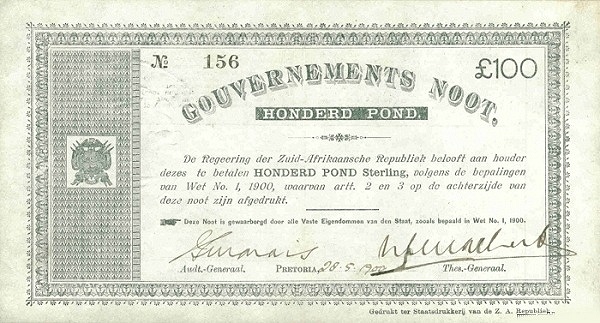 № 156
£100
GOUVERNEMENTS NOOT,
HONDERD POND.
De Regeering der Zuid-Afrikaansche Republiek belooft aan houder
dezes te betalen HONDERD POND Sterling, volgens de bepalingen
van Wet No. 1, 1900, waarvan artt. 2 en 3 op de achterzijde van
deze noot zijn afgedrukt.
Deze Noot is gewaarborgd door alle Vaste Eigendommen van den Staat, zooals bepaald in Wet No. 1, 1900.
Audt.-Generaal. PRETORIA, 28-5-1900 Thes.-Generaal.
Gedrukt ter Staatsdrukkerij van de Z. A. Republiek.